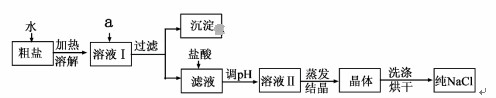 水
粗盐
加热
溶解
a
溶液Ⅰ
过滤
沉淀
盐酸
滤液
调pH
溶液Ⅱ
蒸发
结晶
晶体
洗涤
烘干
纯NaCl